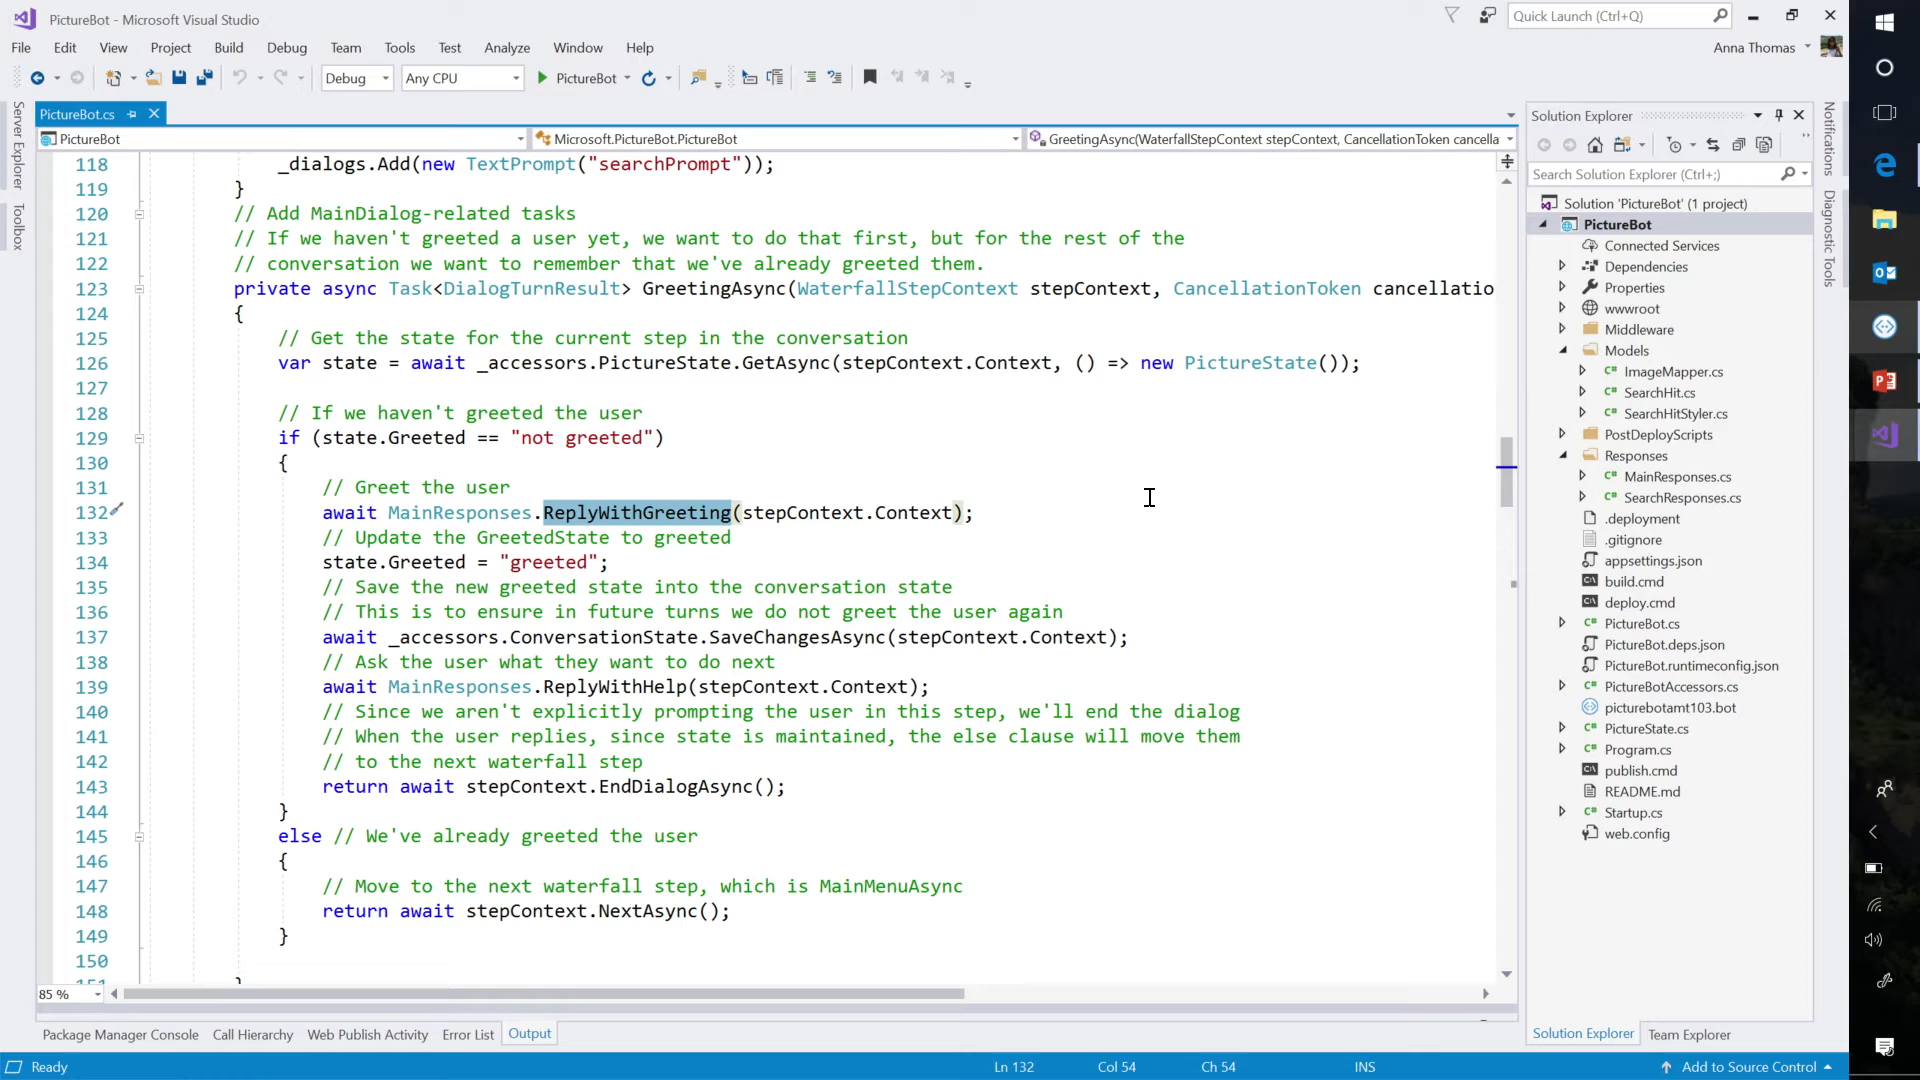 PictureBot - Microsoft Visual Studio
Quick Launch (Ctrl+Q)
File Edit View Project Build Debug Team Tools Test Analyze Window Help
Anna Thomas
Debug Any CPU PictureBot
Server Explorer
Toolbox
PictureBot.cs
PictureBot Microsoft.PictureBot.PictureBot GreetingAsync(WaterfallStepContext stepContext, CancellationToken cancella
118 _dialogs.Add(new TextPrompt("searchPrompt"));
119 }
120 // Add MainDialog-related tasks
121 // If we haven't greeted a user yet, we want to do that first, but for the rest of the
122 // conversation we want to remember that we've already greeted them.
123 private async Task<DialogTurnResult> GreetingAsync(WaterfallStepContext stepContext, CancellationToken cancellatio
124 {
125 // Get the state for the current step in the conversation
126 var state = await _accessors.PictureState.GetAsync(stepContext.Context, () => new PictureState());
127
128 // If we haven't greeted the user
129 if (state.Greeted == "not greeted")
130 {
131 // Greet the user
132 await MainResponses.ReplyWithGreeting(stepContext.Context);
133 // Update the GreetedState to greeted
134 state.Greeted = "greeted";
135 // Save the new greeted state into the conversation state
136 // This is to ensure in future turns we do not greet the user again
137 await _accessors.ConversationState.SaveChangesAsync(stepContext.Context);
138 // Ask the user what they want to do next
139 await MainResponses.ReplyWithHelp(stepContext.Context);
140 // Since we aren't explicitly prompting the user in this step, we'll end the dialog
141 // When the user replies, since state is maintained, the else clause will move them
142 // to the next waterfall step
143 return await stepContext.EndDialogAsync();
144 }
145 else // We've already greeted the user
146 {
147 // Move to the next waterfall step, which is MainMenuAsync
148 return await stepContext.NextAsync();
149 }
150
151 }
85 %
Package Manager Console Call Hierarchy Web Publish Activity Error List Output
Solution Explorer
Search Solution Explorer (Ctrl+;)
Solution 'PictureBot' (1 project)
PictureBot
Connected Services
Dependencies
Properties
wwwroot
Middleware
Models
C# ImageMapper.cs
C# SearchHit.cs
C# SearchHitStyler.cs
PostDeployScripts
Responses
C# MainResponses.cs
C# SearchResponses.cs
.deployment
.gitignore
appsettings.json
build.cmd
deploy.cmd
C# PictureBot.cs
PictureBot.deps.json
PictureBot.runtimeconfig.json
C# PictureBotAccessors.cs
picturebotamt103.bot
C# PictureState.cs
C# Program.cs
publish.cmd
README.md
C# Startup.cs
web.config
Solution Explorer Team Explorer
Notifications
Diagnostic Tools
Ready Ln 132 Col 54 Ch 54 INS Add to Source Control